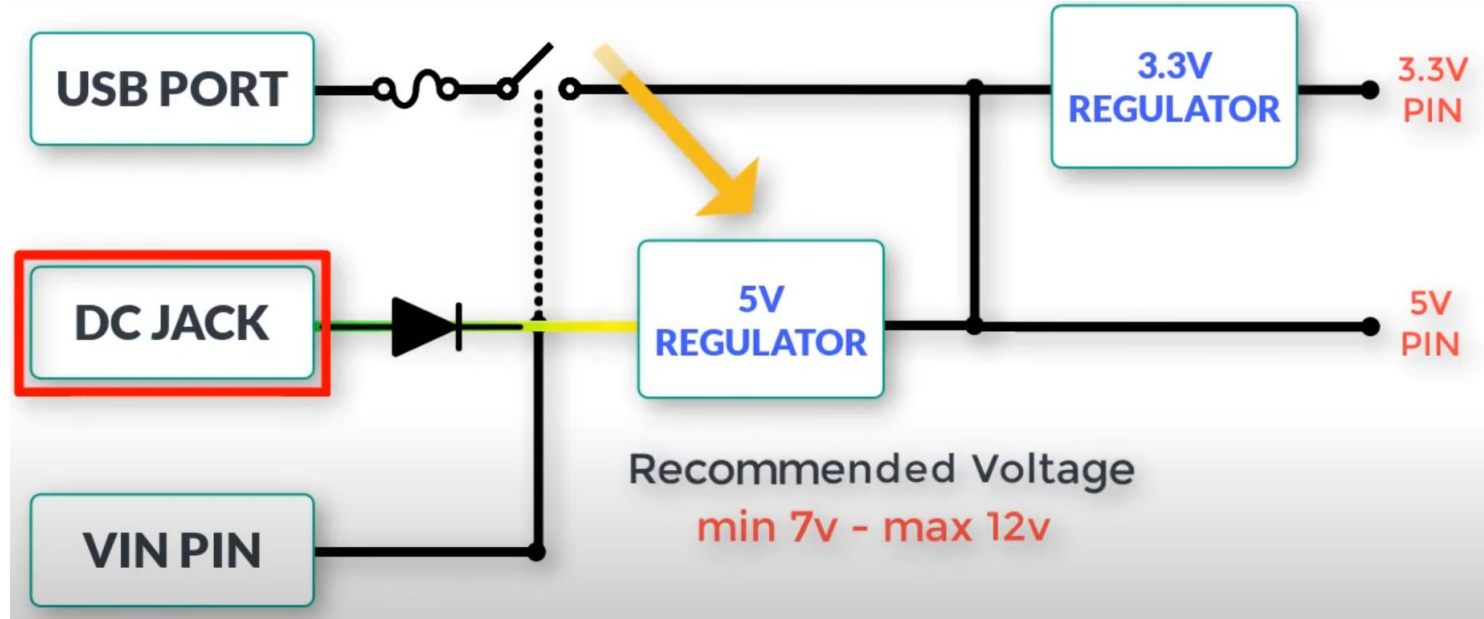 USB PORT
3.3V
REGULATOR
3.3V
PIN
DC JACK
5V
REGULATOR
5V
PIN
Recommended Voltage
min 7v - max 12v
VIN PIN